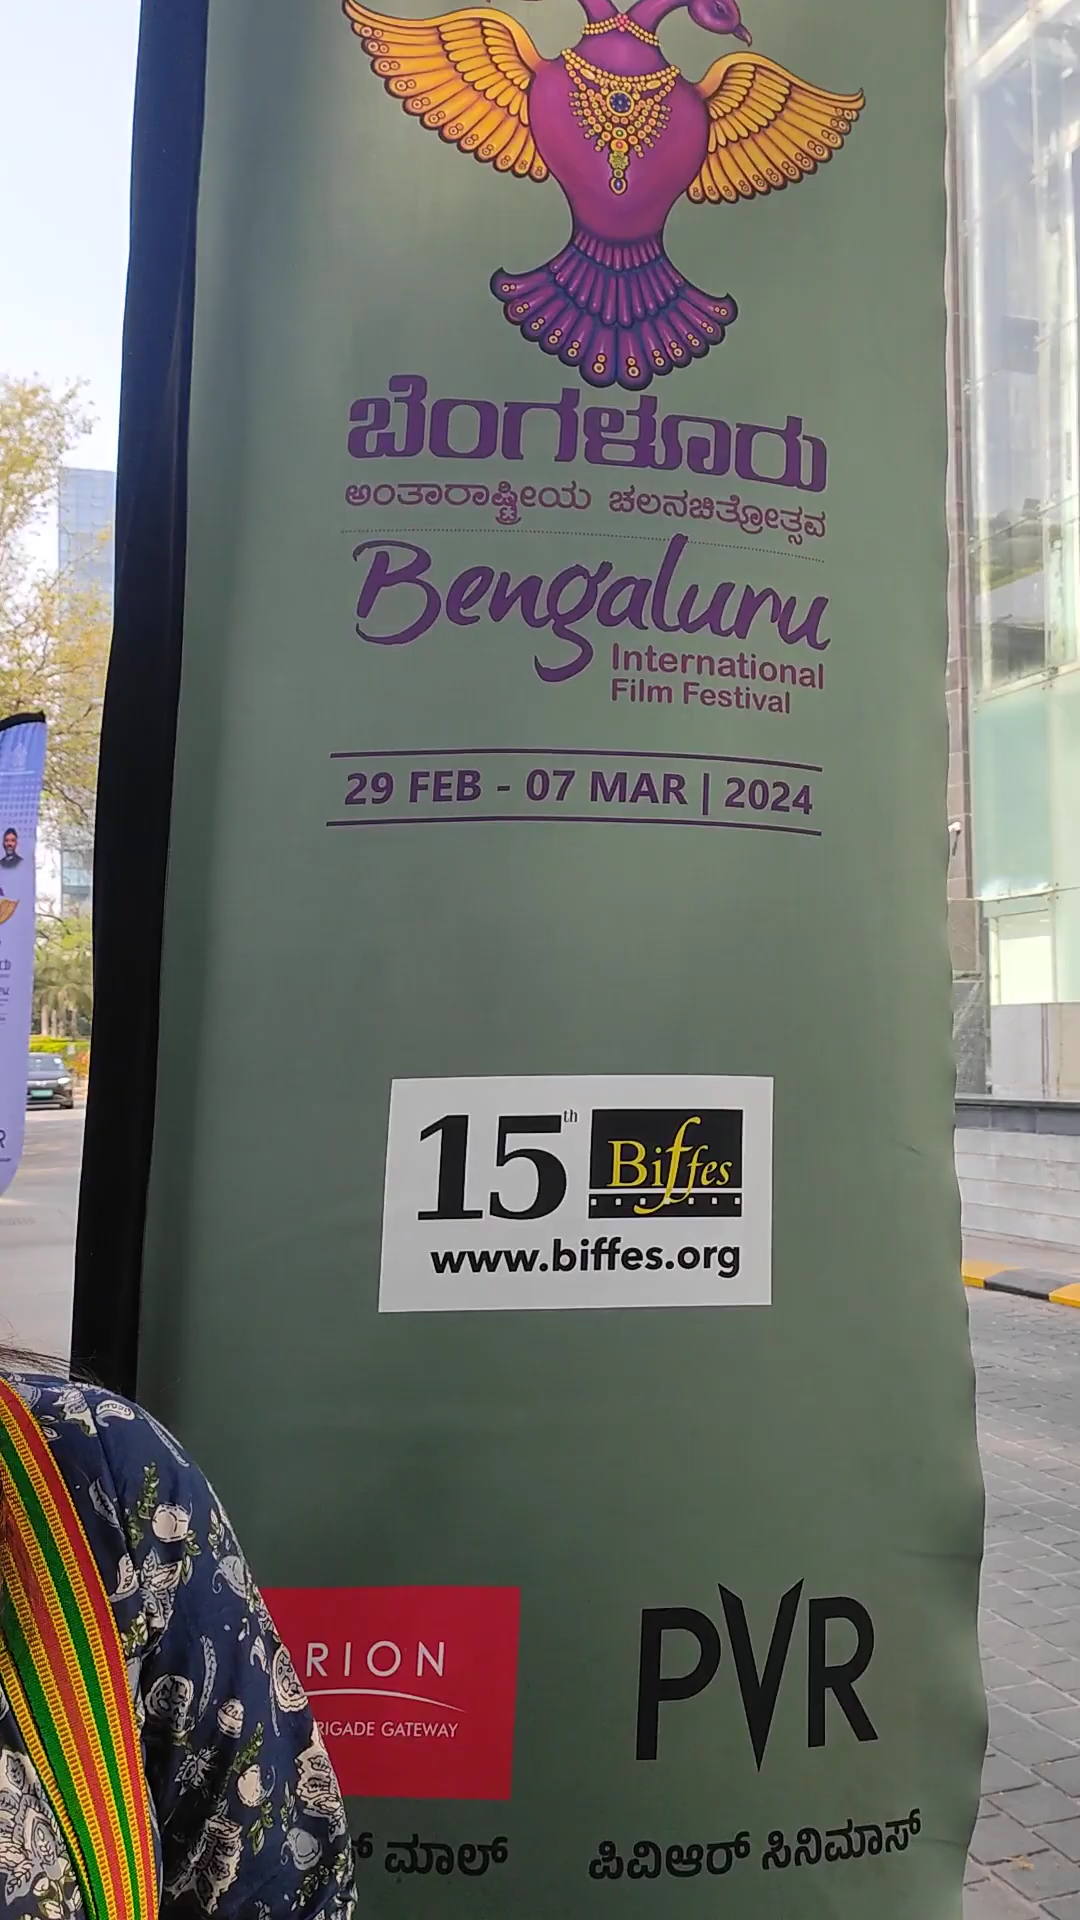 ಬೆಂಗಳೂರು
ಅಂತಾರಾಷ್ಟ್ರೀಯ ಚಲನಚಿತ್ರೋತ್ಸವ
Bengaluru
International
Film Festival
29 FEB - 07 MAR | 2024
15th Biffes
www.biffes.org
RION
RIGADE GATEWAY
PVR
ಮಾಲ್
ಪಿವಿಆರ್ ಸಿನಿಮಾಸ್